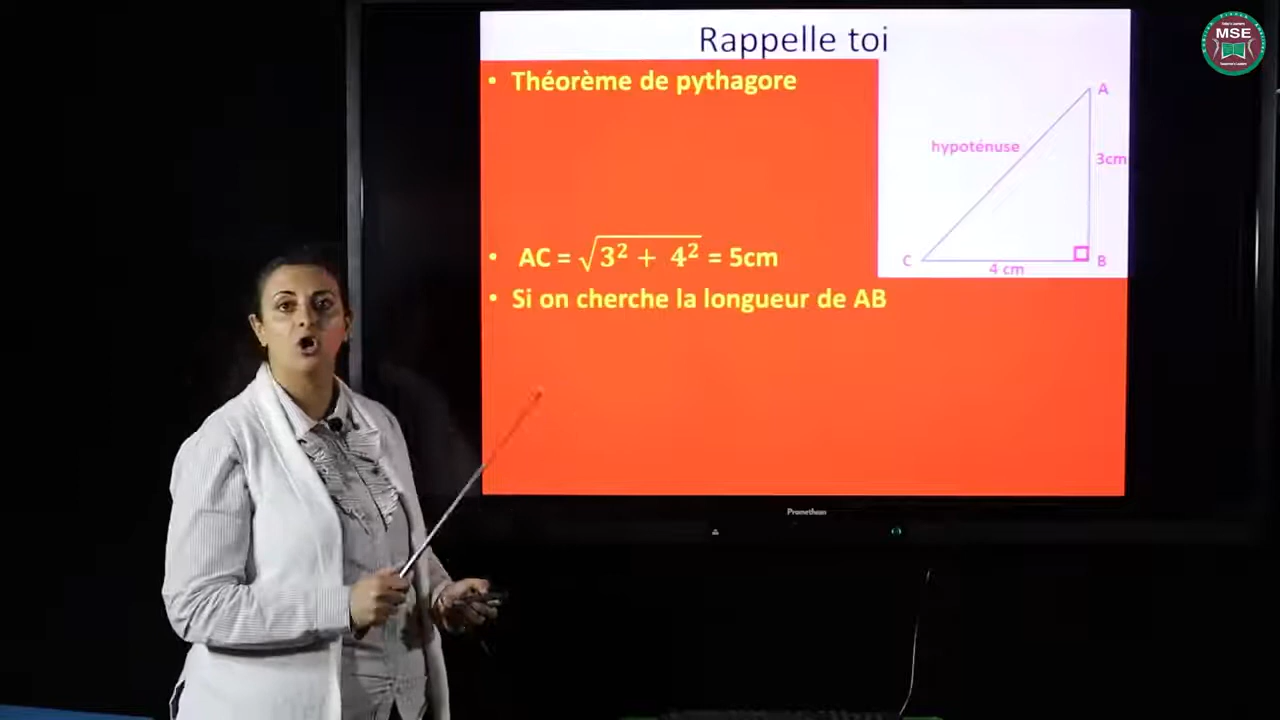 Rappelle toi
• Théorème de pythagore
A
hypoténuse
3cm
• AC = √3² + 4² = 5cm
C
4 cm
B
• Si on cherche la longueur de AB
Promethean
MSE